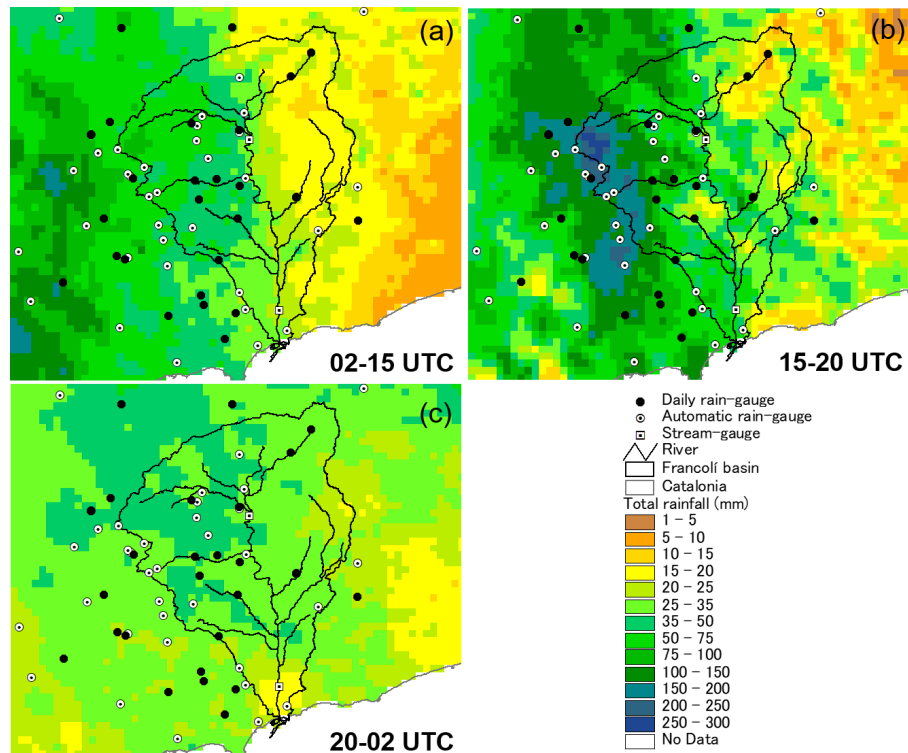 (a)
02-15 UTC
(b)
15-20 UTC
(c)
20-02 UTC
Daily rain-gauge
Automatic rain-gauge
Stream-gauge
River
Francolí basin
Catalonia
Total rainfall (mm)
1 - 5
5 - 10
10 - 15
15 - 20
20 - 25
25 - 35
35 - 50
50 - 75
75 - 100
100 - 150
150 - 200
200 - 250
250 - 300
No Data